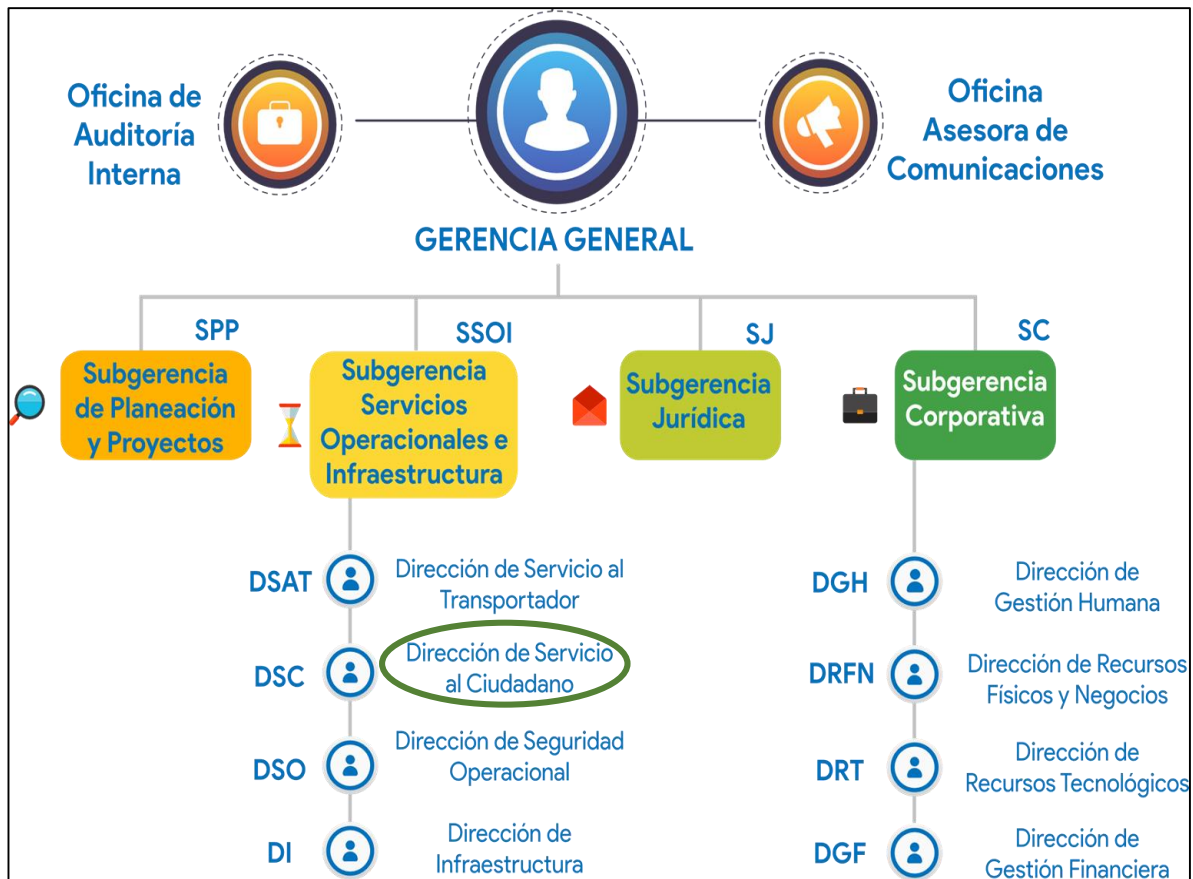 Oficina de
Auditoría
Interna
Oficina
Asesora de
Comunicaciones
GERENCIA GENERAL
SPP
Subgerencia
de Planeación
y Proyectos
SSOI
Subgerencia
Servicios
Operacionales e
Infraestructura
SJ
Subgerencia
Jurídica
SC
Subgerencia
Corporativa
DSAT
Dirección de Servicio al
Transportador
DSC
Dirección de Servicio
al Ciudadano
DSO
Dirección de Seguridad
Operacional
DI
Dirección de
Infraestructura
DGH
Dirección de
Gestión Humana
DRFN
Dirección de Recursos
Físicos y Negocios
DRT
Dirección de
Recursos Tecnológicos
DGF
Dirección de
Gestión Financiera